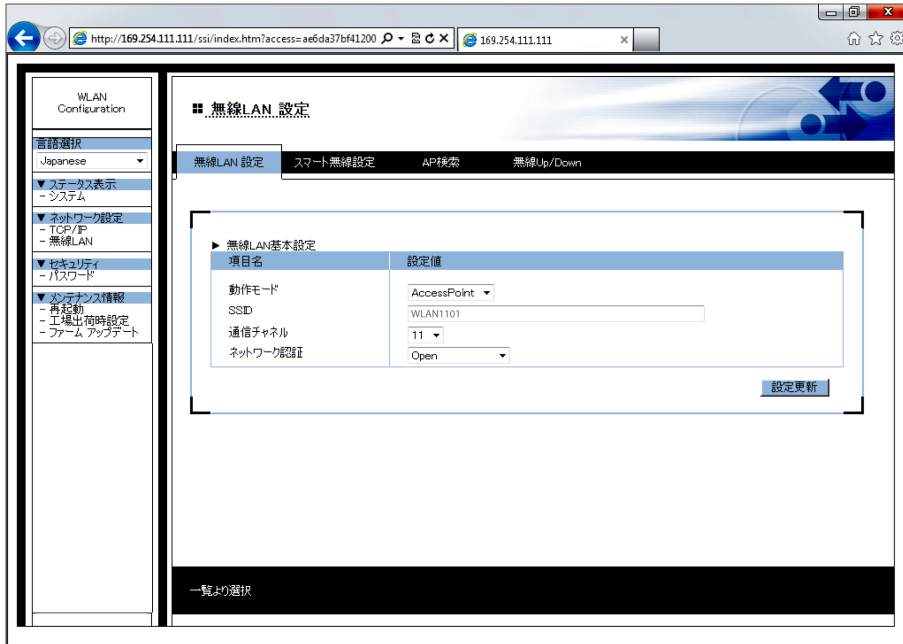 http://169.254.111.111/ssi/index.htm?access=ae6da37bf41200
169.254.111.111
WLAN
Configuration
言語選択
Japanese
▼ ステータス表示
- システム
▼ ネットワーク設定
- TCP/IP
- 無線LAN
▼ セキュリティ
- パスワード
▼ メンテナンス情報
- 再起動
- 工場出荷時設定
- ファーム アップデート
無線LAN 設定
無線LAN 設定
スマート無線設定
AP検索
無線Up/Down
► 無線LAN基本設定
項目名 設定値
動作モード AccessPoint
SSID WLAN1101
通信チャネル 11
ネットワーク認証 Open
設定更新
一覧より選択